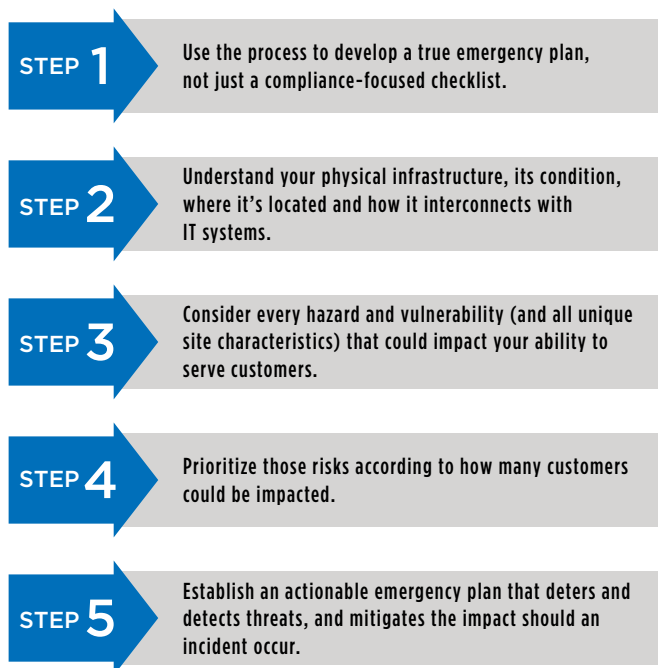 STEP 1
Use the process to develop a true emergency plan,
not just a compliance-focused checklist.
STEP 2
Understand your physical infrastructure, its condition,
where it’s located and how it interconnects with
IT systems.
STEP 3
Consider every hazard and vulnerability (and all unique
site characteristics) that could impact your ability to
serve customers.
STEP 4
Prioritize those risks according to how many customers
could be impacted.
STEP 5
Establish an actionable emergency plan that deters and
detects threats, and mitigates the impact should an
incident occur.